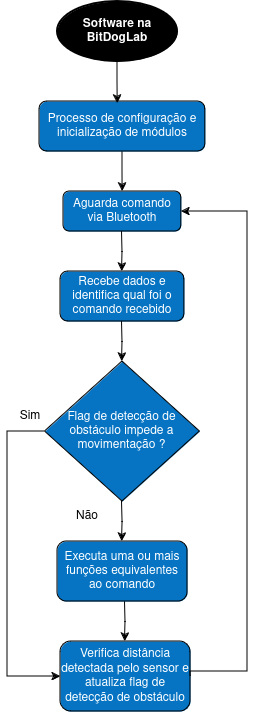 Software na
BitDogLab
Processo de configuração e
inicialização de módulos
Aguarda comando
via Bluetooth
Recebe dados e
identifica qual foi o
comando recebido
Sim
Flag de detecção de
obstáculo impede a
movimentação ?
Não
Executa uma ou mais
funções equivalentes
ao comando
Verifica distância
detectada pelo sensor e
atualiza flag de
detecção de obstáculo